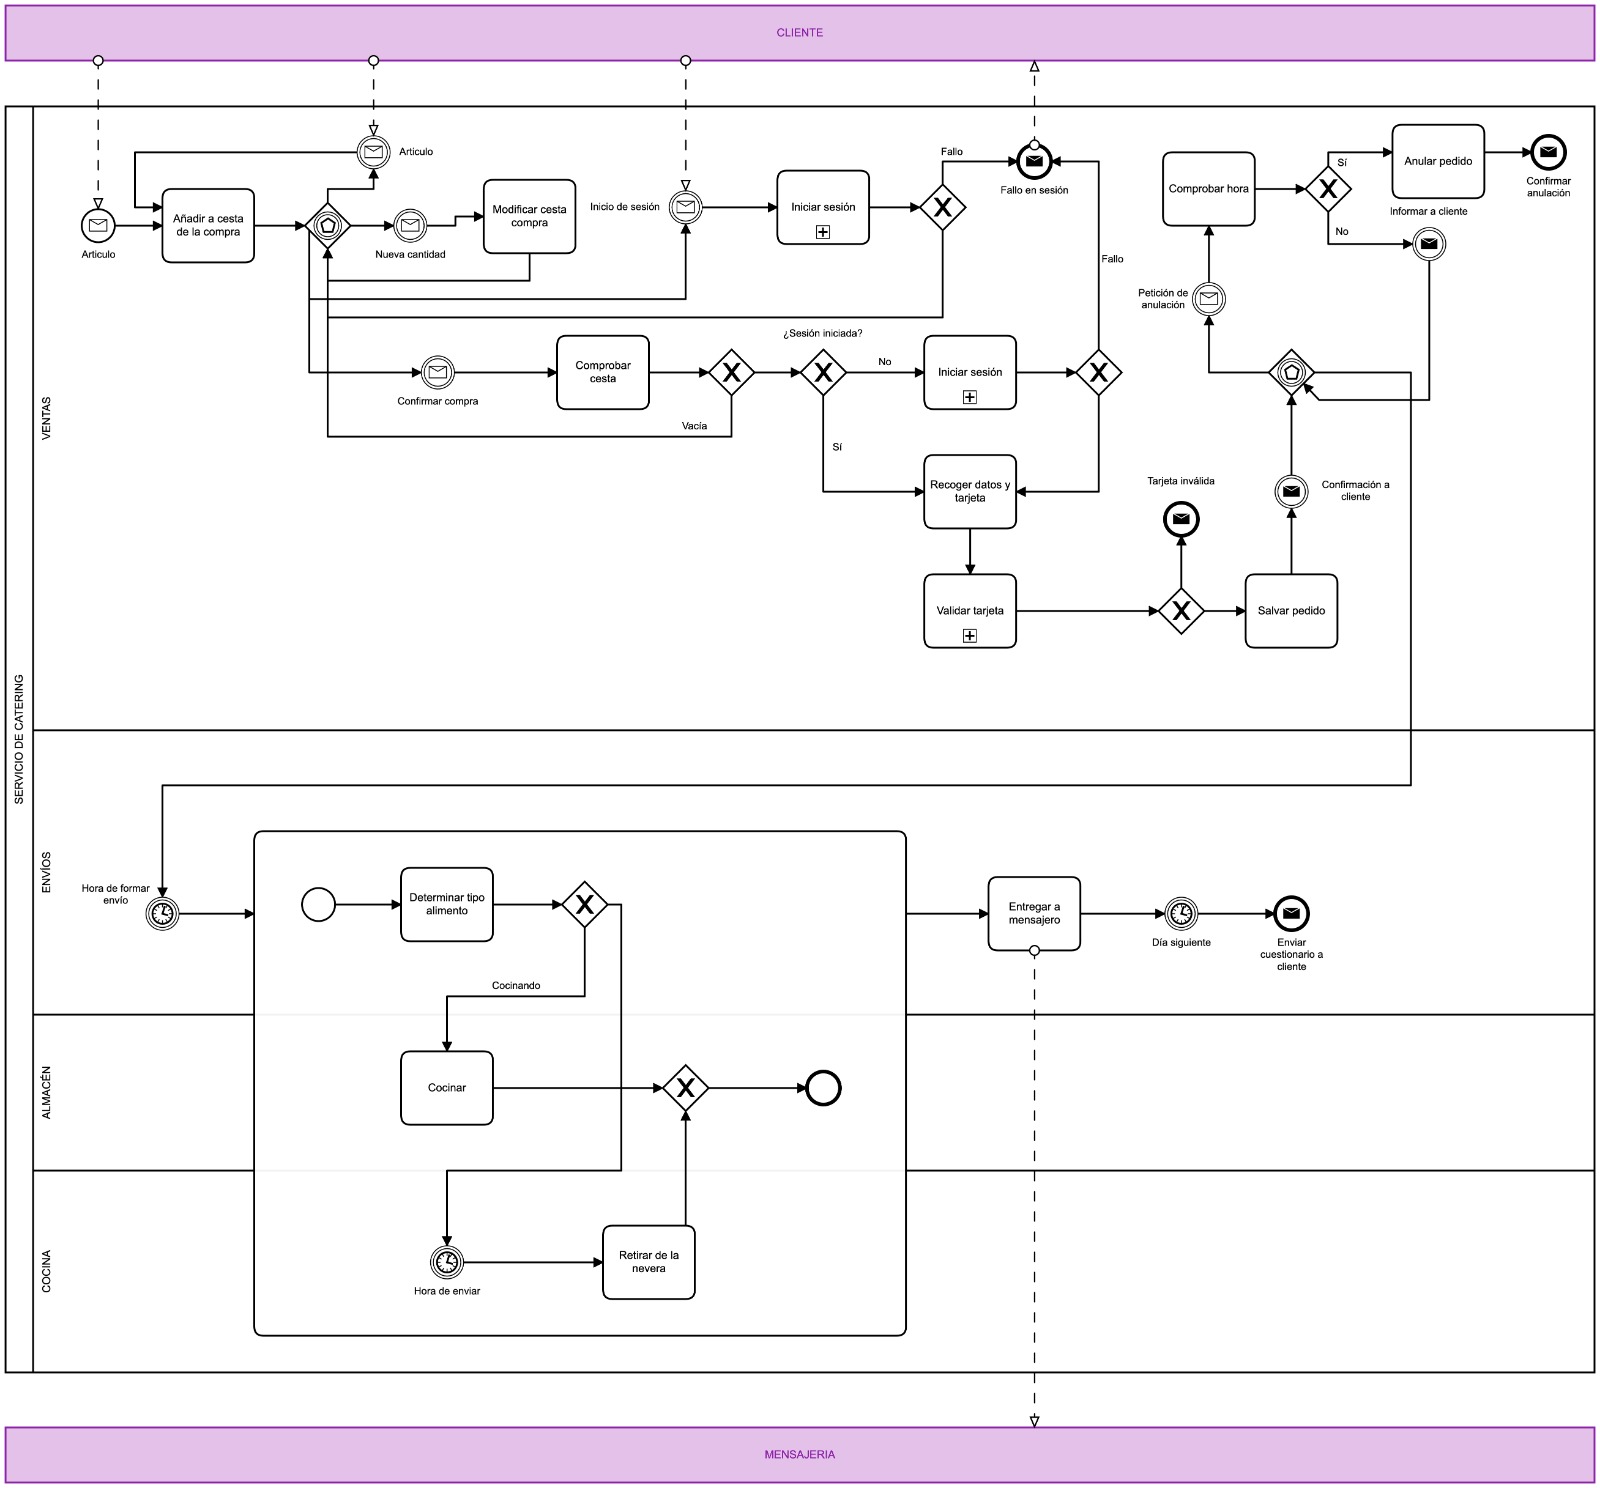 CLIENTE
SERVICIO DE CATERING
VENTAS
Articulo
Articulo
Añadir a cesta
de la compra
Nueva cantidad
Modificar cesta
compra
Inicio de sesión
Iniciar sesión
Fallo
Fallo en sesión
Fallo
Comprobar hora
Sí
No
Anular pedido
Confirmar
anulación
Informar a cliente
Petición de
anulación
Confirmar compra
Comprobar
cesta
Vacía
¿Sesión iniciada?
No
Sí
Iniciar sesión
Recoger datos y
tarjeta
Validar tarjeta
Tarjeta inválida
Salvar pedido
Confirmación a
cliente
ENVÍOS
Hora de formar
envío
Determinar tipo
alimento
Cocinando
Entregar a
mensajero
Día siguiente
Enviar
cuestionario a
cliente
ALMACÉN
Cocinar
COCINA
Hora de enviar
Retirar de la
nevera
MENSAJERIA